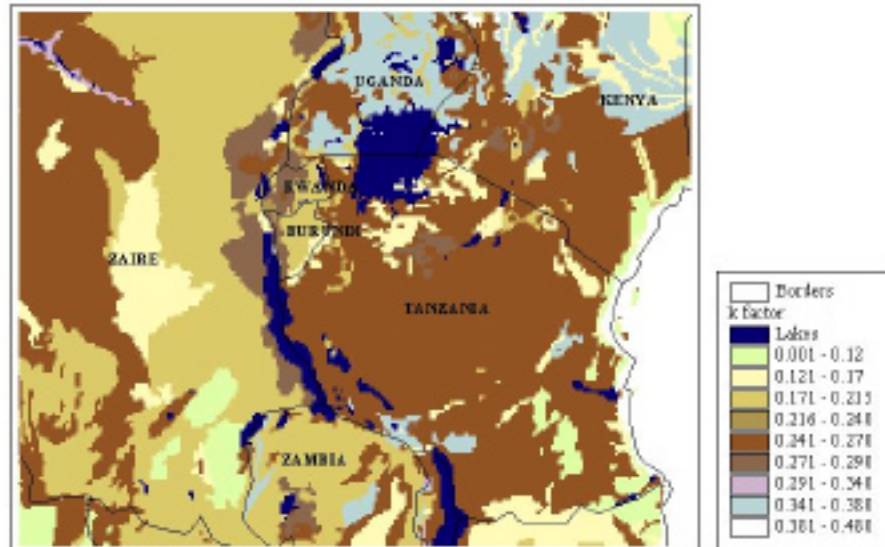 UGANDA
KENYA
RWANDA
BURUNDI
ZAIRE
TANZANIA
ZAMBIA
Borders
k factor
Lakes
0.001 - 0.12
0.121 - 0.17
0.171 - 0.215
0.216 - 0.240
0.241 - 0.270
0.271 - 0.290
0.291 - 0.340
0.341 - 0.380
0.381 - 0.480